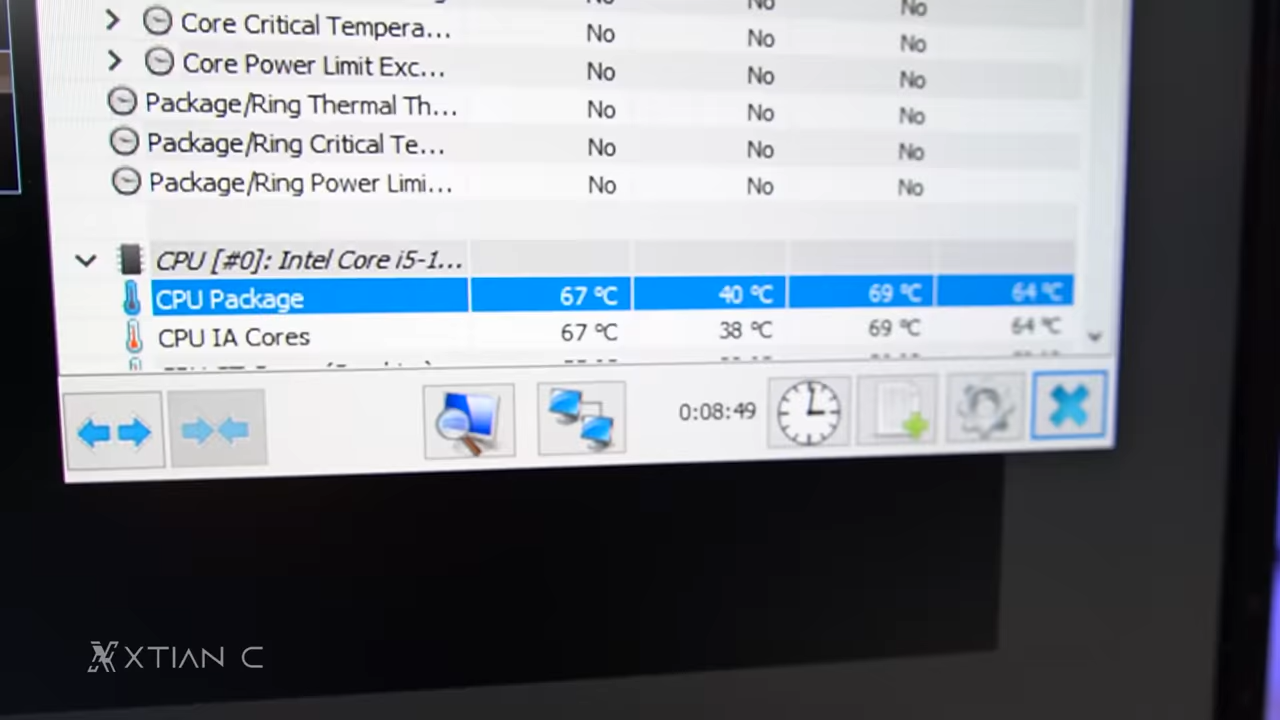 Core Critical Tempera... No No No
Core Power Limit Exc... No No No
Package/Ring Thermal Th... No No No
Package/Ring Critical Te... No No No
Package/Ring Power Limi... No No No
CPU [#0]: Intel Core i5-1...
CPU Package 67 °C 40 °C 69 °C 64 °C
CPU IA Cores 67 °C 38 °C 69 °C 64 °C
0:08:49
XTIAN C